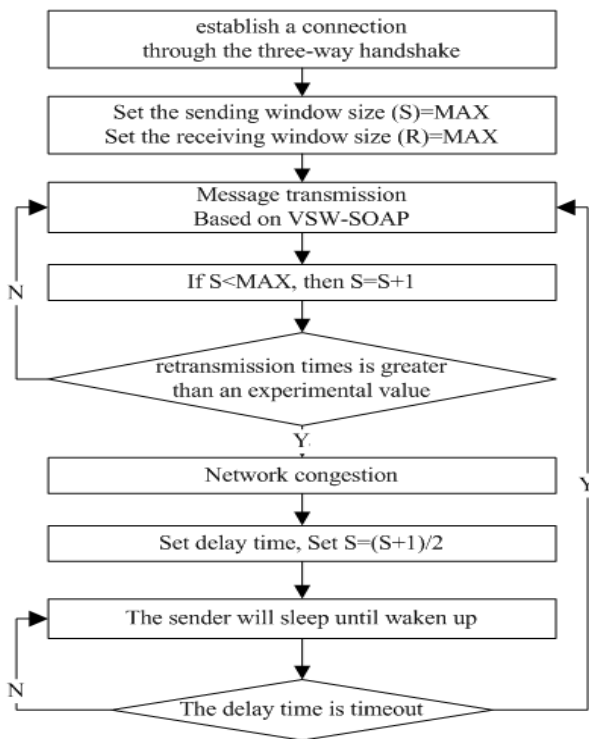 establish a connection
through the three-way handshake
Set the sending window size (S)=MAX
Set the receiving window size (R)=MAX
Message transmission
Based on VSW-SOAP
If S<MAX, then S=S+1
N
retransmission times is greater
than an experimental value
Y
Network congestion
Y
Set delay time, Set S=(S+1)/2
The sender will sleep until waken up
N
The delay time is timeout